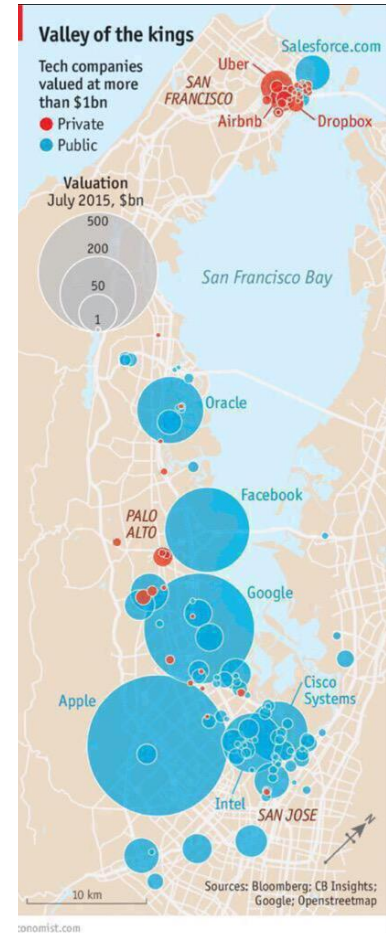 Valley of the kings
Tech companies
valued at more
than $1bn
Private
Public
Valuation
July 2015, $bn
500
200
50
1
Salesforce.com
Uber
SAN
FRANCISCO
Airbnb
Dropbox
San Francisco Bay
Oracle
Facebook
PALO
ALTO
Google
Apple
Cisco
Systems
Intel
SAN JOSE
N
10 km
Sources: Bloomberg; CB Insights;
Google; Openstreetmap
conomist.com